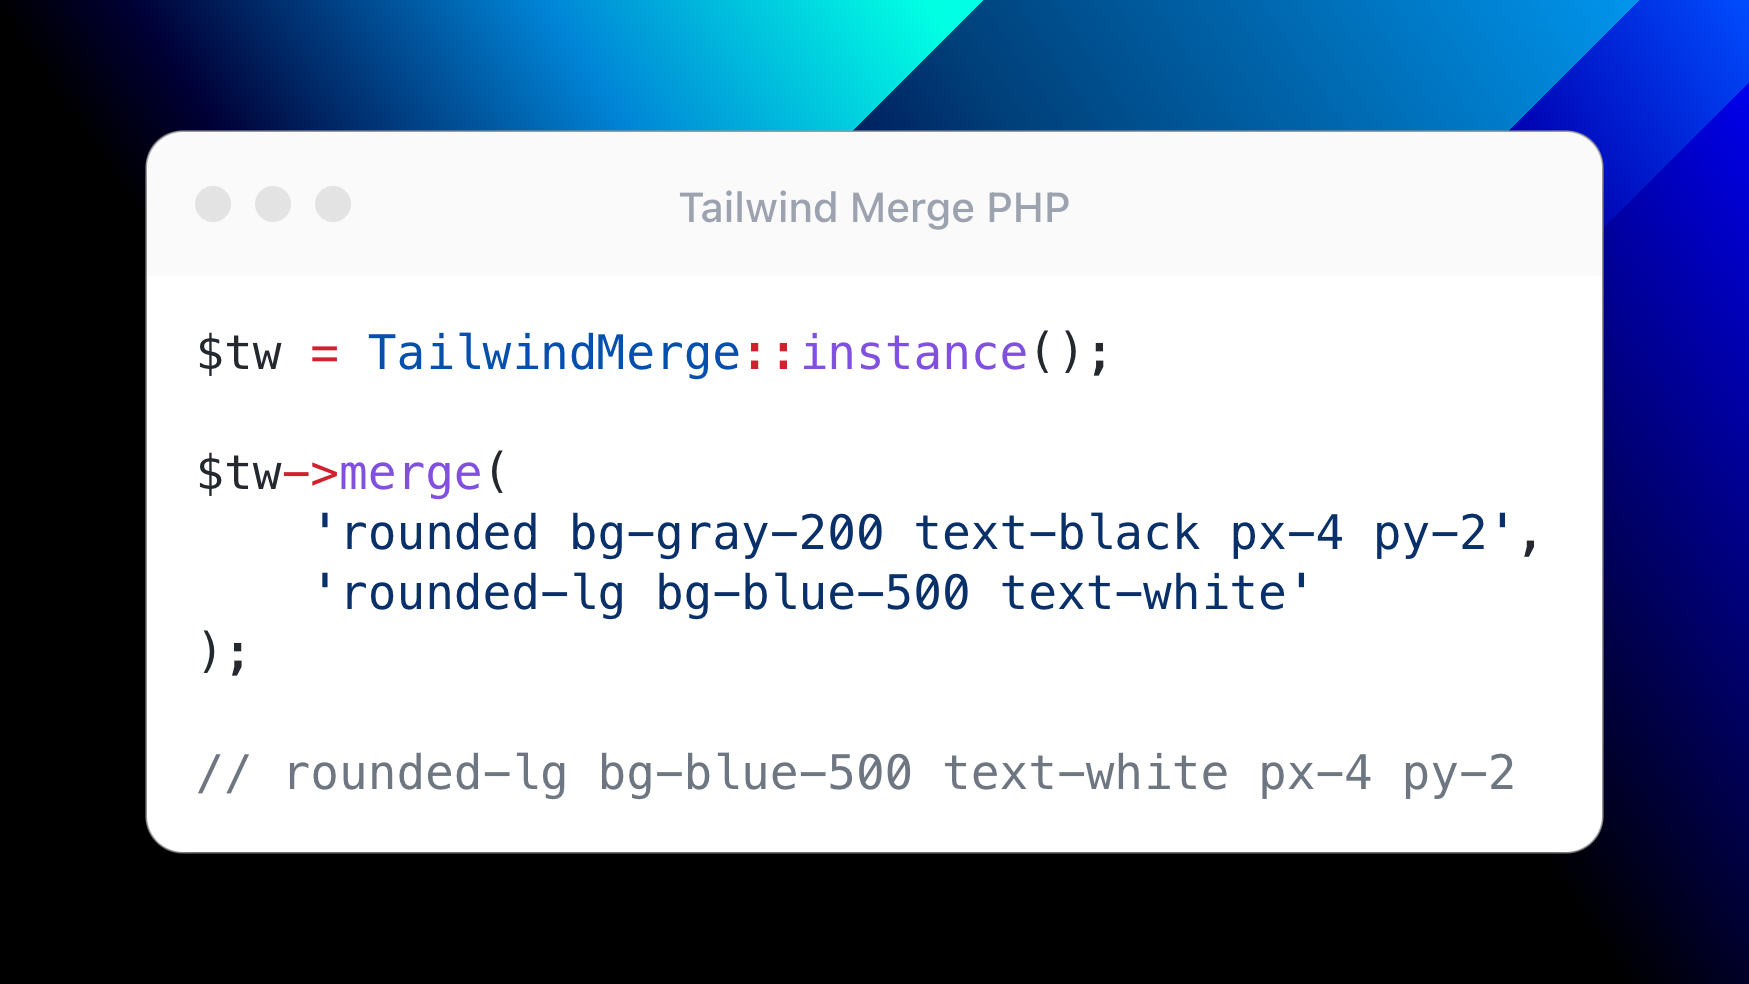 Tailwind Merge PHP
$tw = TailwindMerge::instance();
$tw->merge(
    'rounded bg-gray-200 text-black px-4 py-2',
    'rounded-lg bg-blue-500 text-white'
);
// rounded-lg bg-blue-500 text-white px-4 py-2